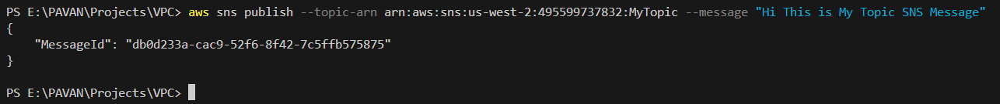 PS E:\PAVAN\Projects\VPC> aws sns publish --topic-arn arn:aws:sns:us-west-2:495599737832:MyTopic --message "Hi This is My Topic SNS Message"
{
    "MessageId": "db0d233a-cac9-52f6-8f42-7c5ffb575875"
}
PS E:\PAVAN\Projects\VPC>